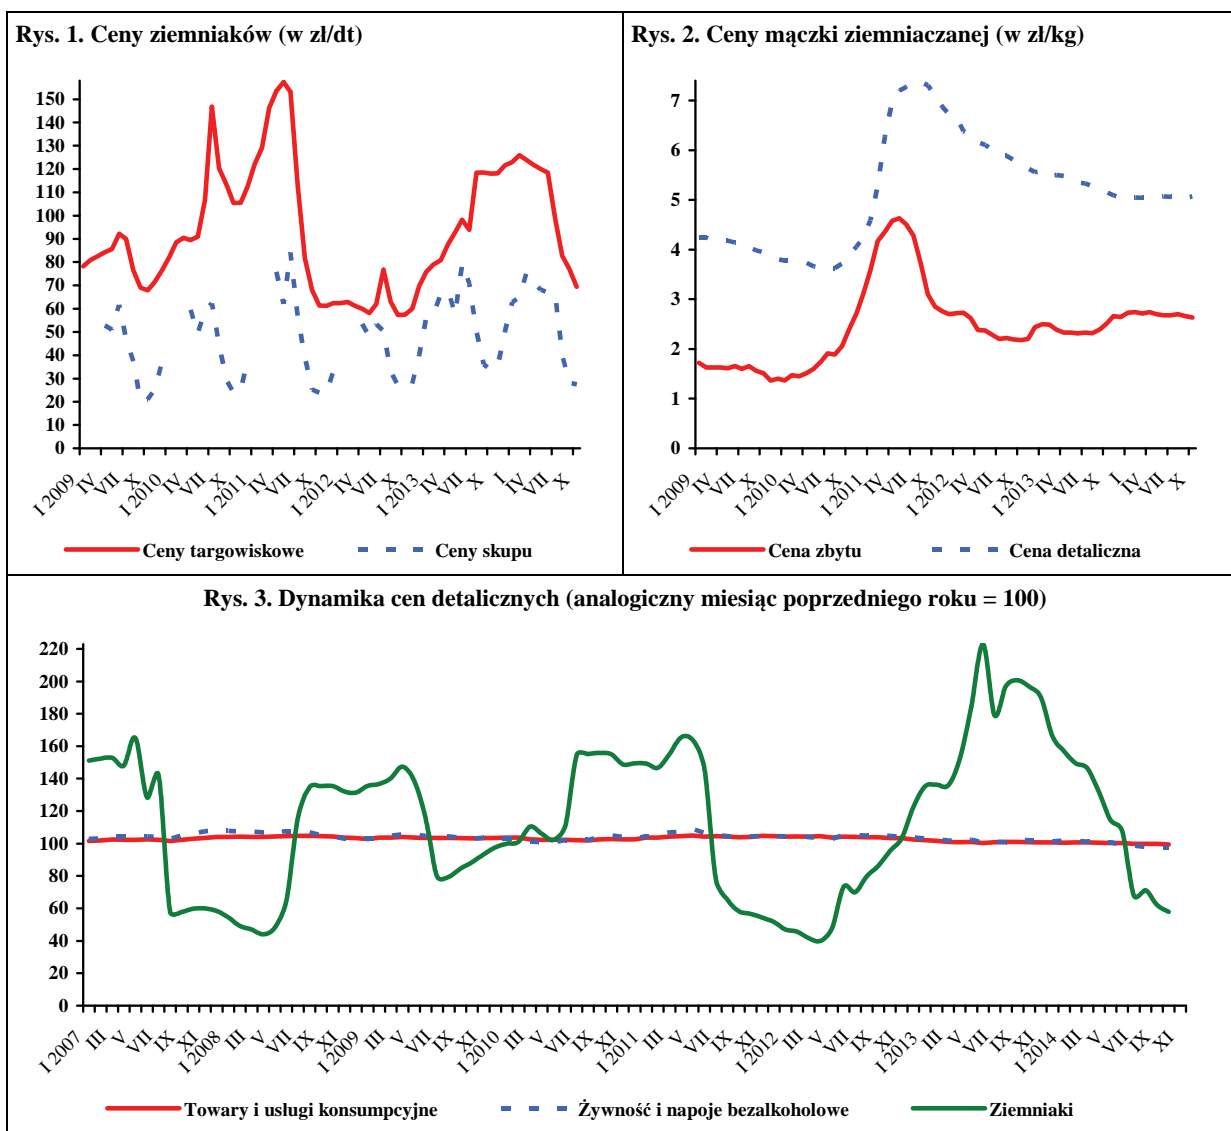 Rys. 1. Ceny ziemniaków (w zł/dt)
150
140
130
120
110
100
90
80
70
60
50
40
30
20
10
0
I 2009
IV
VII
X
I 2010
IV
VII
X
I 2011
IV
VII
X
I 2012
IV
VII
X
I 2013
IV
VII
X
I
IV
VII
X
Ceny targowiskowe
Ceny skupu
Rys. 2. Ceny mączki ziemniaczanej (w zł/kg)
7
6
5
4
3
2
1
0
I 2009
IV
VII
X
I 2010
IV
VII
X
I 2011
IV
VII
X
I 2012
IV
VII
X
I 2013
IV
VII
X
I
IV
VII
X
Cena zbytu
Cena detaliczna
Rys. 3. Dynamika cen detalicznych (analogiczny miesiąc poprzedniego roku = 100)
220
200
180
160
140
120
100
80
60
40
20
0
I 2007
III
V
VII
IX
XI
I 2008
III
V
VII
IX
XI
I 2009
III
V
VII
IX
XI
I 2010
III
V
VII
IX
XI
I 2011
III
V
VII
IX
XI
I 2012
III
V
VII
IX
XI
I 2013
III
V
VII
IX
XI
I 2014
III
V
VII
IX
XI
Towary i usługi konsumpcyjne
Żywność i napoje bezalkoholowe
Ziemniaki